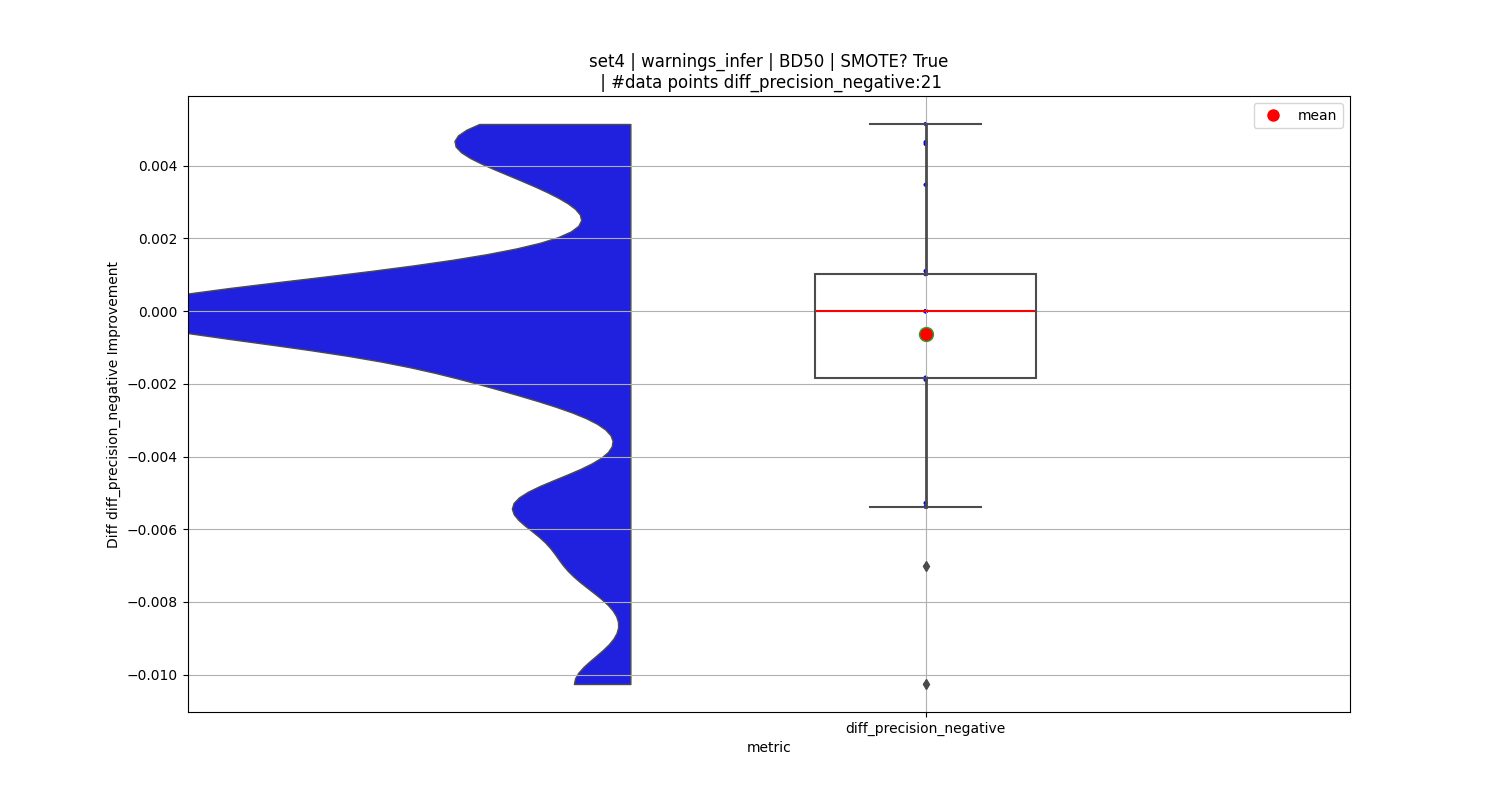 set4 | warnings_infer | BD50 | SMOTE? True
| #data points diff_precision_negative:21
mean
0.004
0.002
0.000
−0.002
−0.004
−0.006
−0.008
−0.010
Diff diff_precision_negative Improvement
diff_precision_negative
metric